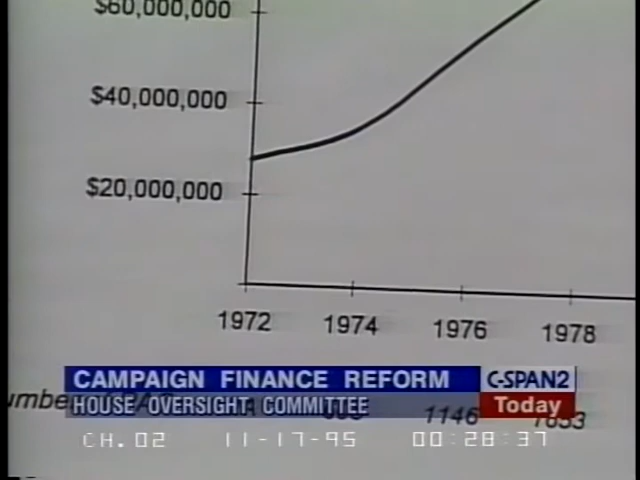 $60,000,000
$40,000,000
$20,000,000
1972 1974 1976 1978
CAMPAIGN FINANCE REFORM C-SPAN2
HOUSE OVERSIGHT COMMITTEE Today
1146
CH.02 11-17-95 00:28:37